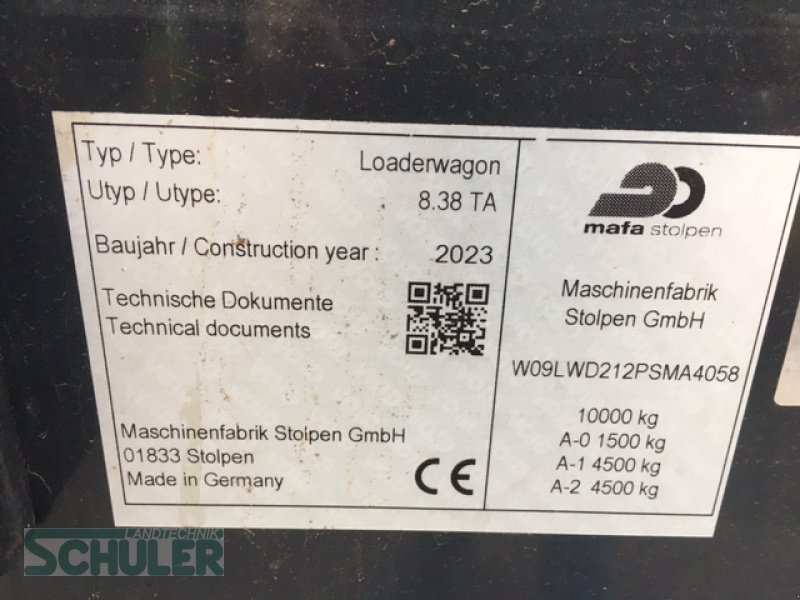 Typ / Type: Loaderwagon
Utyp / Utype: 8.38 TA
Baujahr / Construction year : 2023
Technische Dokumente
Technical documents
Maschinenfabrik Stolpen GmbH
01833 Stolpen
Made in Germany
CE
mafa stolpen
Maschinenfabrik
Stolpen GmbH
W09LWD212PSMA4058
10000 kg
A-0 1500 kg
A-1 4500 kg
A-2 4500 kg
LANDTECHNIK
SCHULER